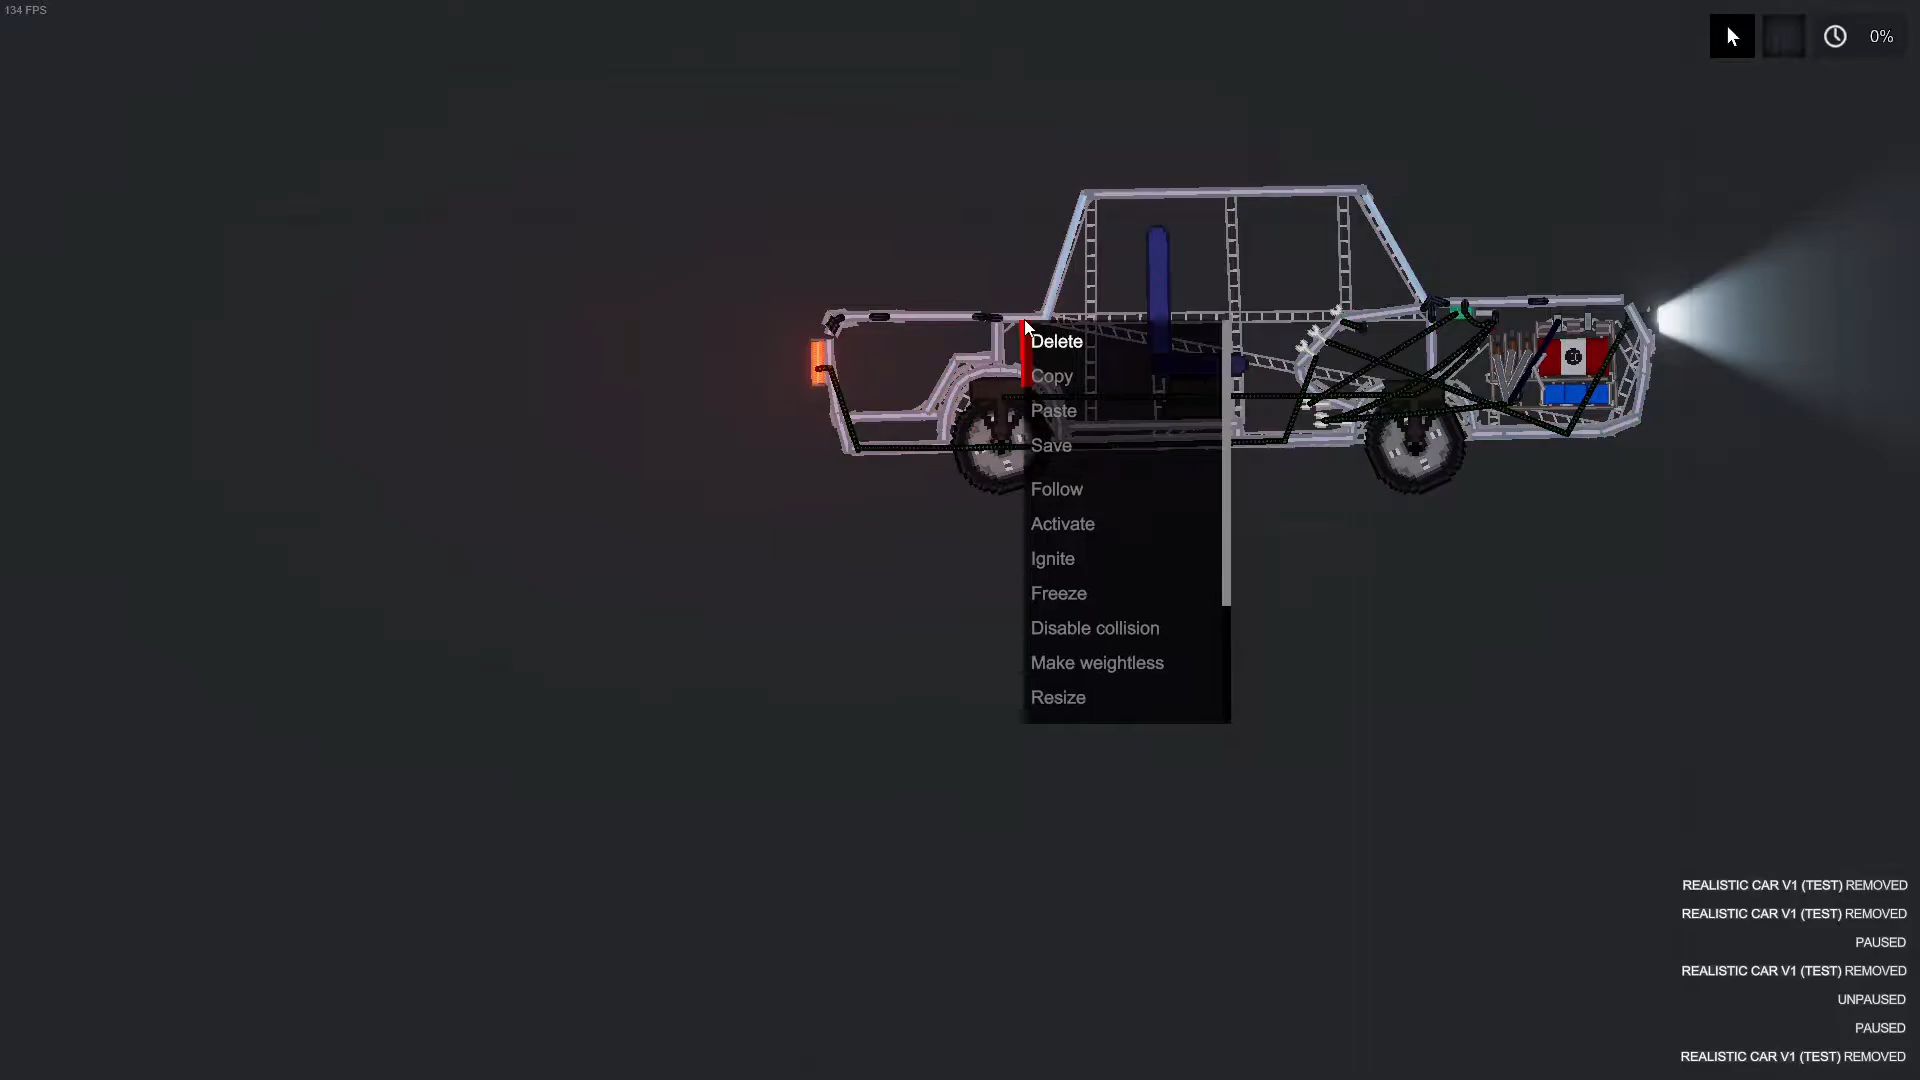 134 FPS
0%
Delete
Copy
Paste
Save
Follow
Activate
Ignite
Freeze
Disable collision
Make weightless
Resize
REALISTIC CAR V1 (TEST) REMOVED
REALISTIC CAR V1 (TEST) REMOVED
PAUSED
REALISTIC CAR V1 (TEST) REMOVED
UNPAUSED
PAUSED
REALISTIC CAR V1 (TEST) REMOVED